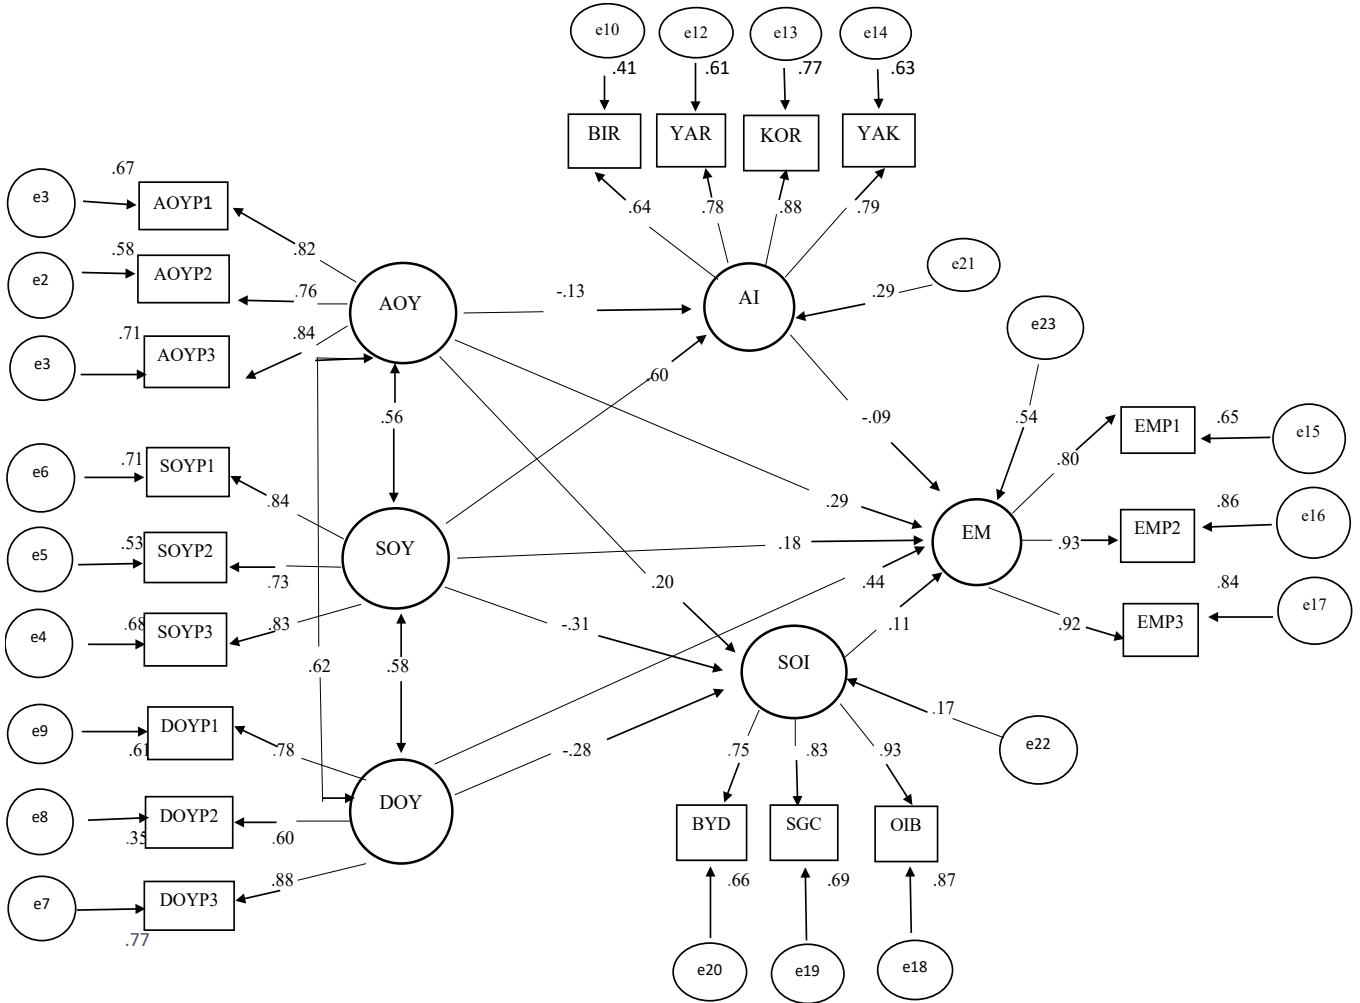 e10
e12
e13
e14
.41
.61
.77
.63
BIR
YAR
KOR
YAK
.64
.78
.88
.79
.67
e3
AOYP1
.82
.58
e2
AOYP2
.76
.71
e3
AOYP3
.84
AOY
-.13
AI
.29
e21
e23
.56
.60
-.09
.54
.29
.80
EMP1
.65
e15
e6
.71
SOYP1
.84
SOY
.18
EM
.93
EMP2
.86
e16
e5
.53
SOYP2
.73
.20
.44
.92
EMP3
.84
e17
e4
.68
SOYP3
.83
-.31
.11
.62
.58
SOI
.17
e22
e9
.61
DOYP1
.78
-.28
.75
.83
.93
DOY
e8
.35
DOYP2
.60
BYD
SGC
OIB
e7
DOYP3
.88
.77
.66
.69
.87
e20
e19
e18